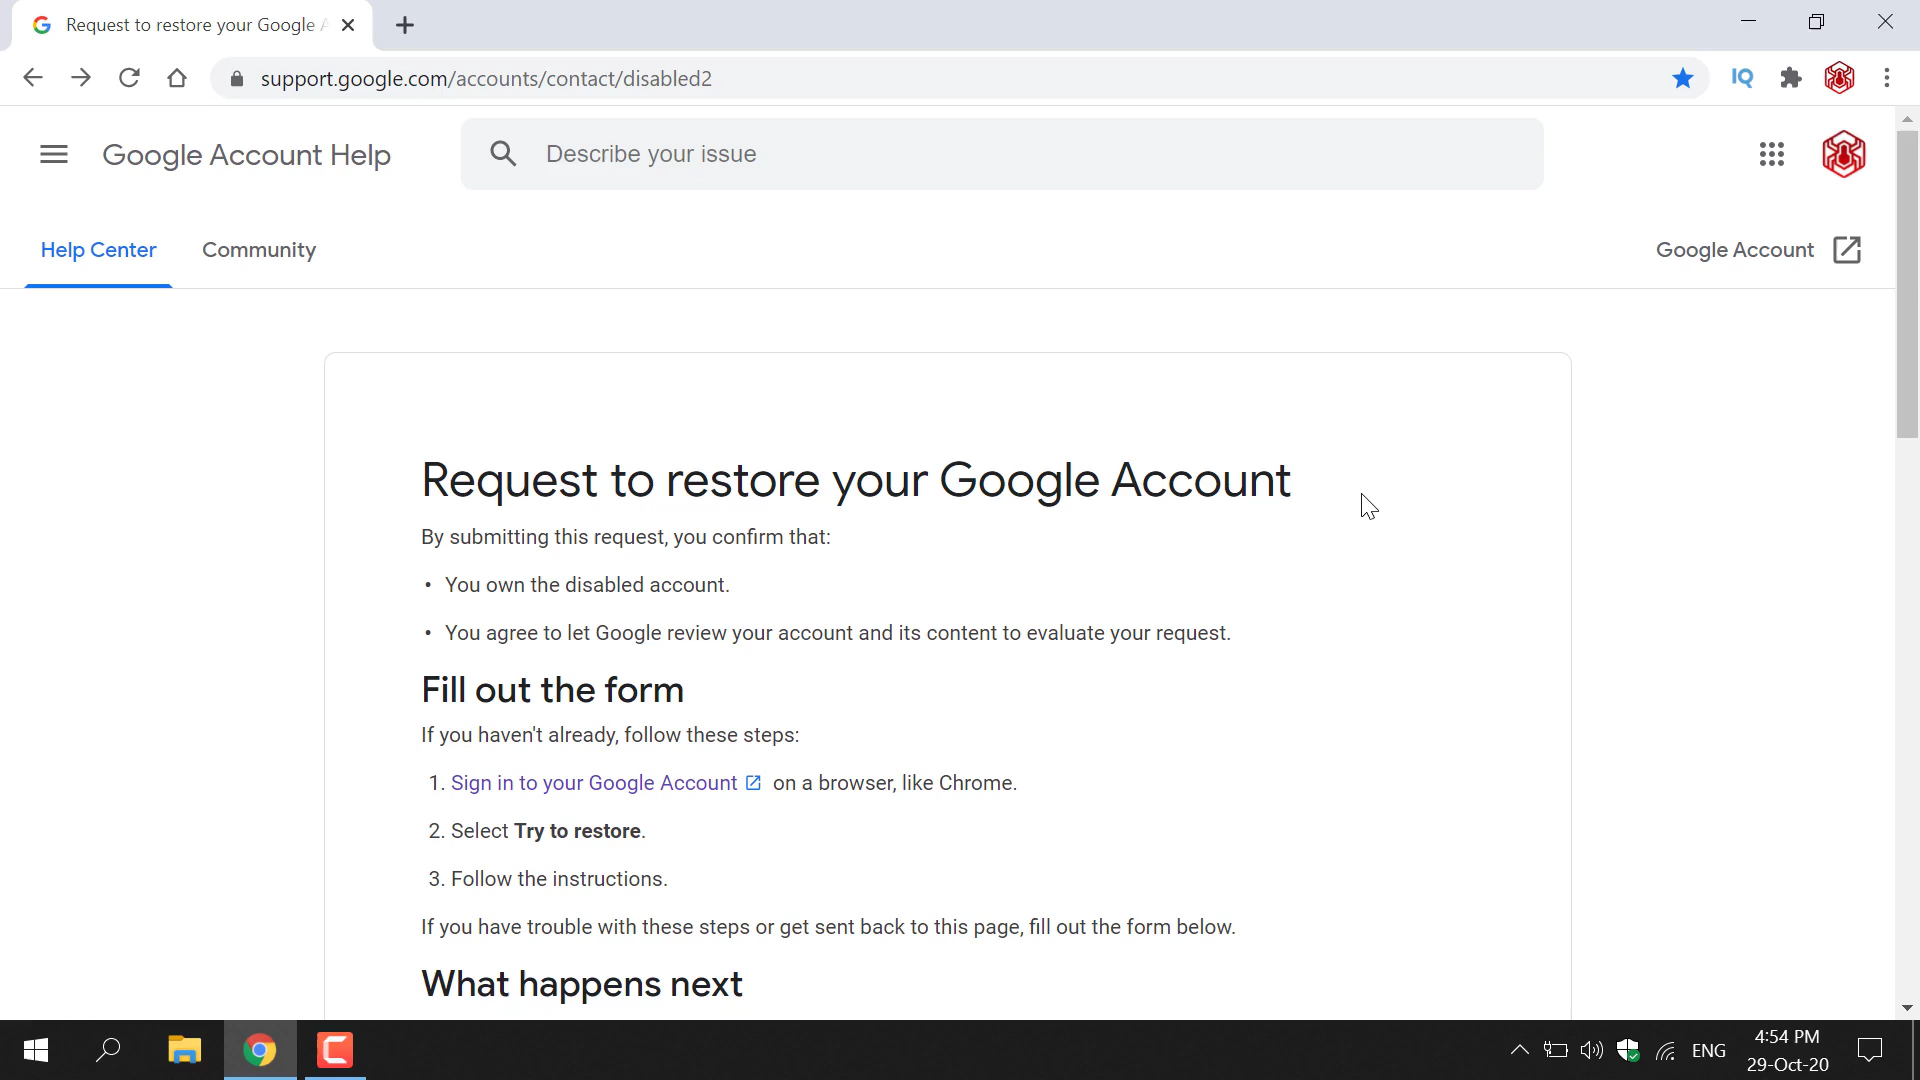 Request to restore your Google A
support.google.com/accounts/contact/disabled2
IQ
Google Account Help
Describe your issue
Help Center
Community
Google Account
Request to restore your Google Account
By submitting this request, you confirm that:
• You own the disabled account.
• You agree to let Google review your account and its content to evaluate your request.
Fill out the form
If you haven't already, follow these steps:
1. Sign in to your Google Account on a browser, like Chrome.
2. Select Try to restore.
3. Follow the instructions.
If you have trouble with these steps or get sent back to this page, fill out the form below.
What happens next
ENG
4:54 PM
29-Oct-20